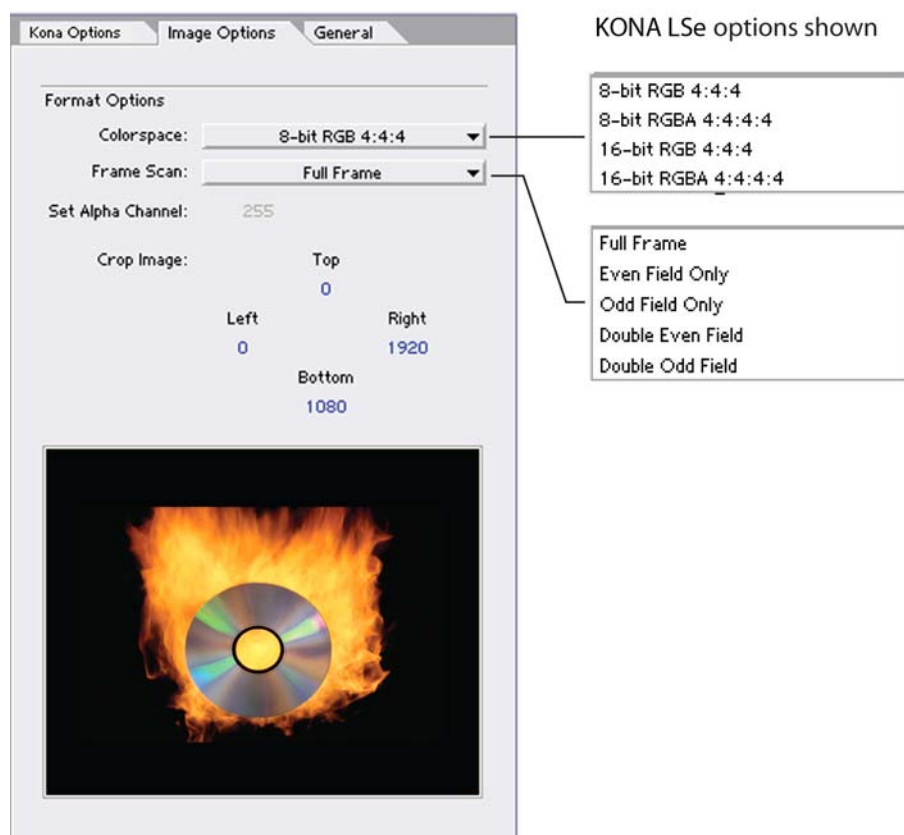 Kona Options Image Options General
KONA LSe options shown
Format Options
Colorspace: 8-bit RGB 4:4:4
Frame Scan: Full Frame
Set Alpha Channel: 255
Crop Image: Top
0
Left Right
0 1920
Bottom
1080
8-bit RGB 4:4:4
8-bit RGBA 4:4:4:4
16-bit RGB 4:4:4
16-bit RGBA 4:4:4:4
Full Frame
Even Field Only
Odd Field Only
Double Even Field
Double Odd Field